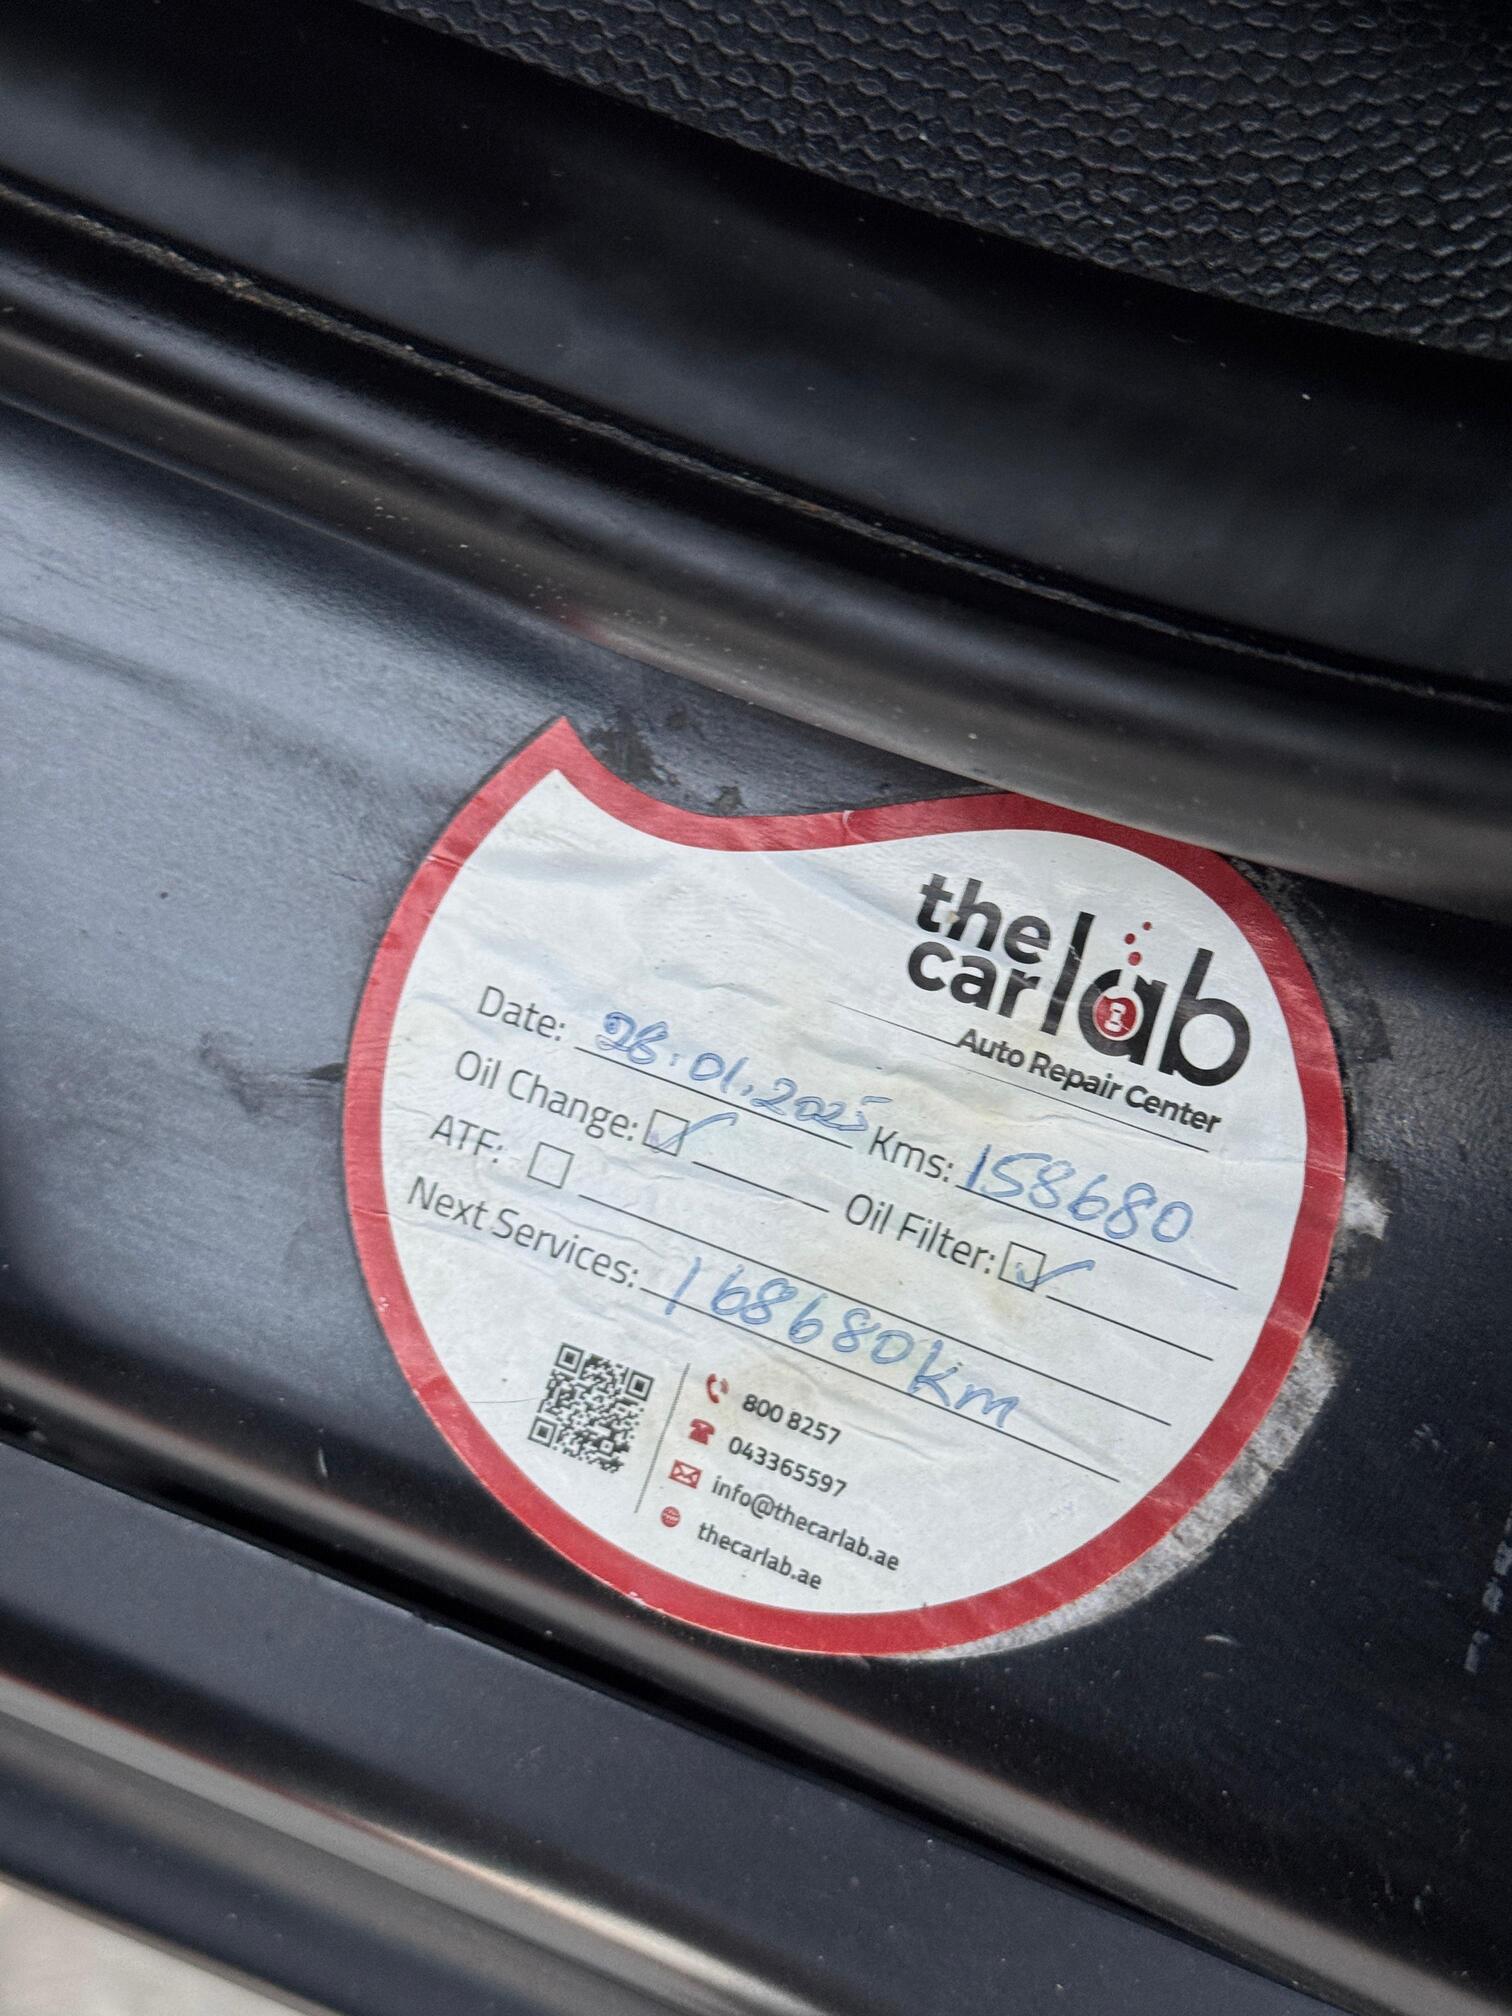 the
car lab
Auto Repair Center
Date: 28.01.2025 Kms: 158680
Oil Change: Oil Filter:
ATF:
Next Services: 168680km
800 8257
043365597
info@thecarlab.ae
thecarlab.ae